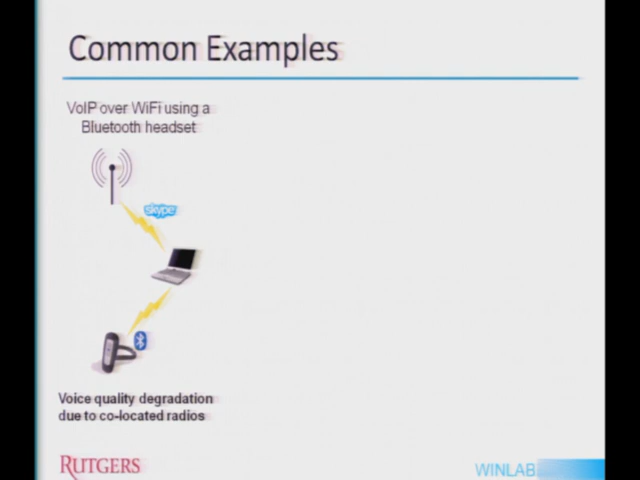 Common Examples
VoIP over WiFi using a
Bluetooth headset
skype
Voice quality degradation
due to co-located radios
RUTGERS
WINLAB